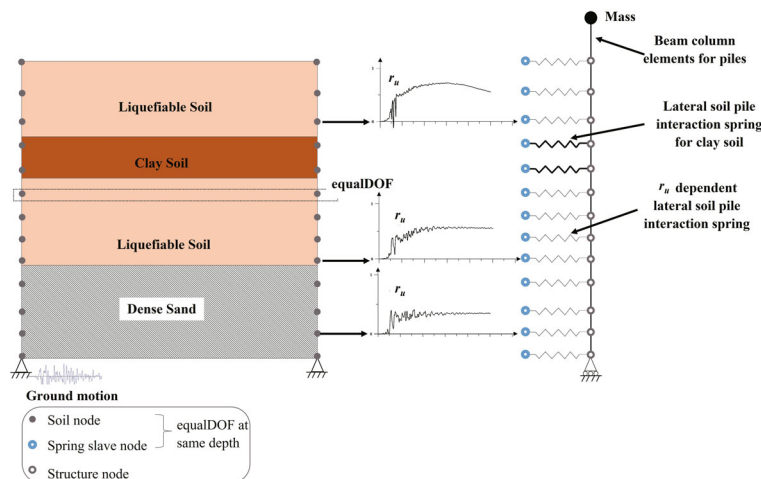 Mass
Beam column
elements for piles
r_u
Liquefiable Soil
Lateral soil pile
interaction spring
for clay soil
Clay Soil
equalDOF
r_u dependent
lateral soil pile
interaction spring
r_u
Liquefiable Soil
r_u
Dense Sand
Ground motion
Soil node
Spring slave node
equalDOF at
same depth
Structure node